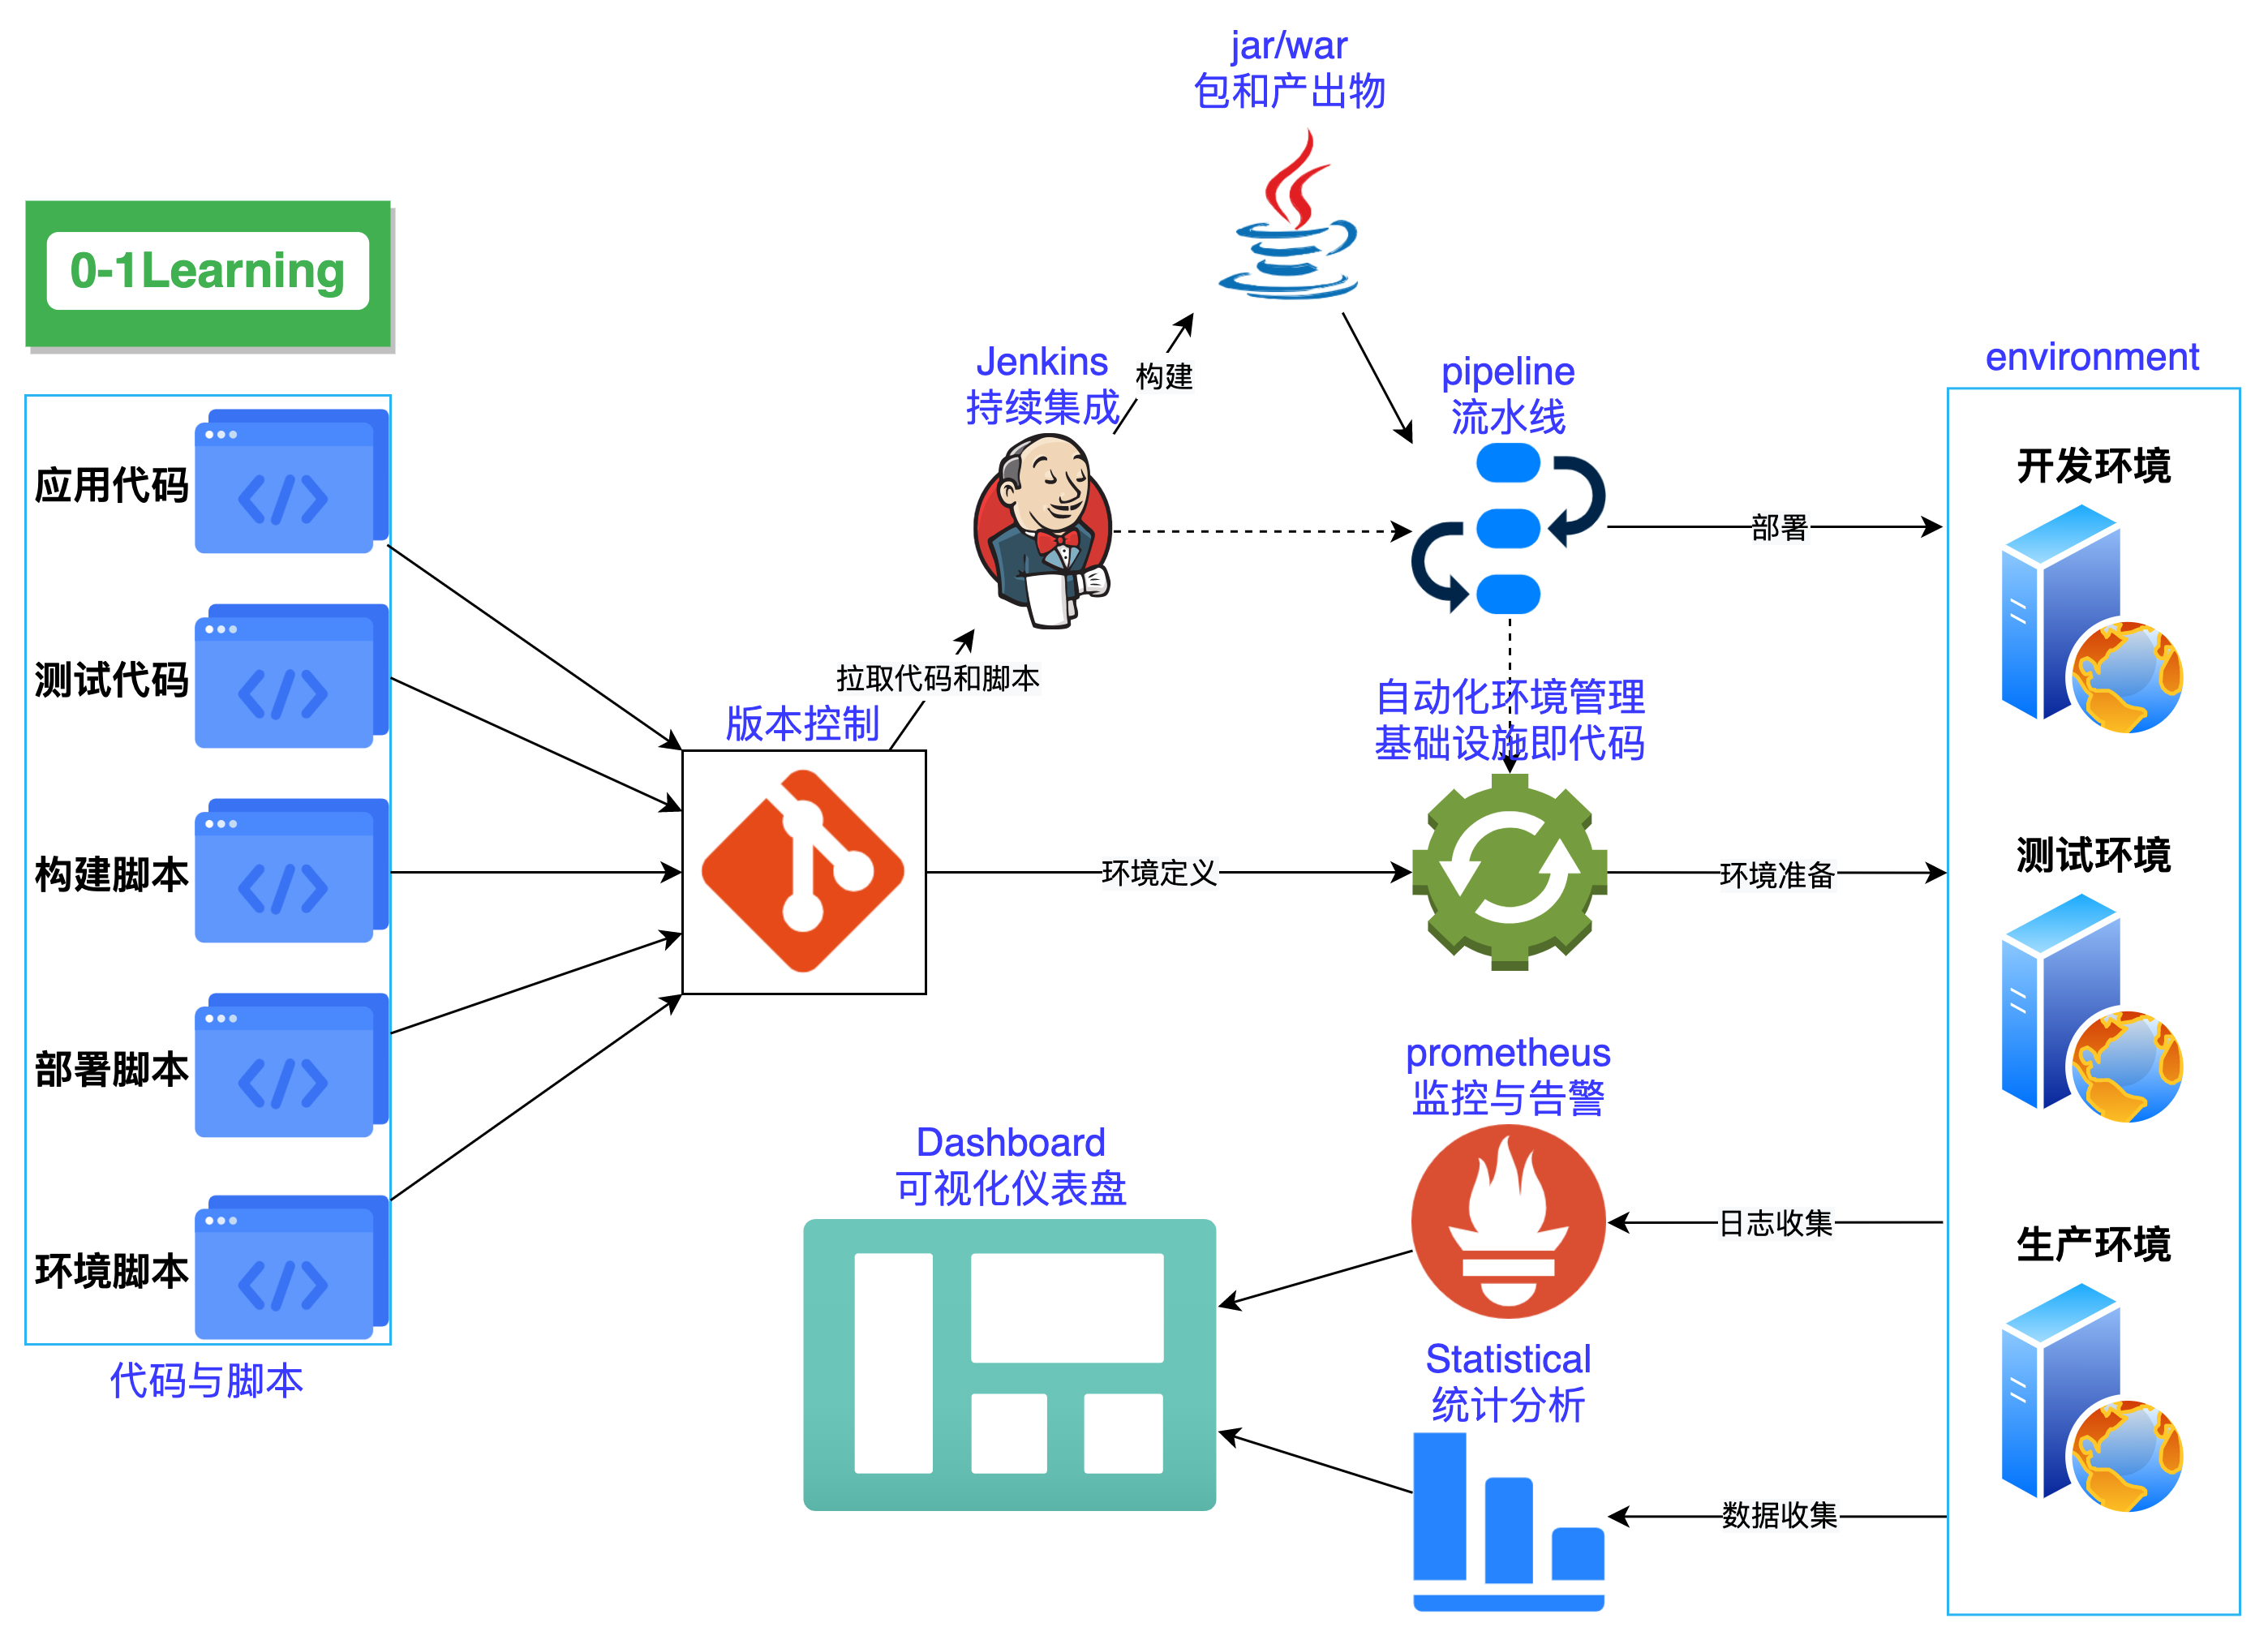 jar/war
包和产出物
0-1Learning
Jenkins
持续集成
构建
pipeline
流水线
environment
应用代码
测试代码
构建脚本
部署脚本
环境脚本
代码与脚本
拉取代码和脚本
版本控制
部署
自动化环境管理
基础设施即代码
环境定义
环境准备
开发环境
测试环境
生产环境
prometheus
监控与告警
日志收集
Dashboard
可视化仪表盘
Statistical
统计分析
数据收集